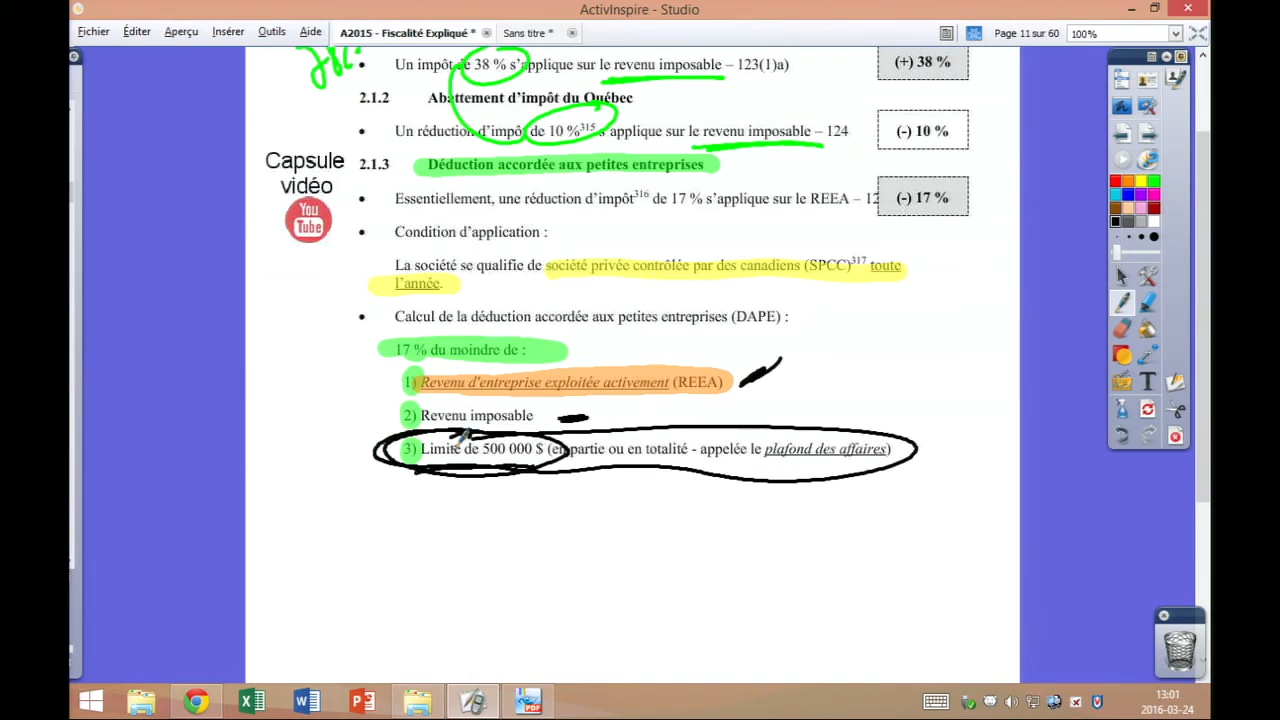 ActivInspire - Studio
Fichier Éditer Aperçu Insérer Outils Aide A2015 - Fiscalité Expliqué * Sans titre * Page 11 sur 60 100%
• Un impôt de 38 % s'applique sur le revenu imposable – 123(1)a) (+) 38 %
2.1.2 Abattement d'impôt du Québec
• Un réduction d'impôt de 10 %315 s'applique sur le revenu imposable – 124 (-) 10 %
Capsule vidéo
2.1.3 Déduction accordée aux petites entreprises
You Tube
• Essentiellement, une réduction d'impôt316 de 17 % s'applique sur le REEA – 12 (-) 17 %
• Condition d'application :
La société se qualifie de société privée contrôlée par des canadiens (SPCC)317 toute
l'année.
• Calcul de la déduction accordée aux petites entreprises (DAPE) :
17 % du moindre de :
1) Revenu d'entreprise exploitée activement (REEA)
2) Revenu imposable
3) Limite de 500 000 $ (en partie ou en totalité - appelée le plafond des affaires)
13:01
2016-03-24